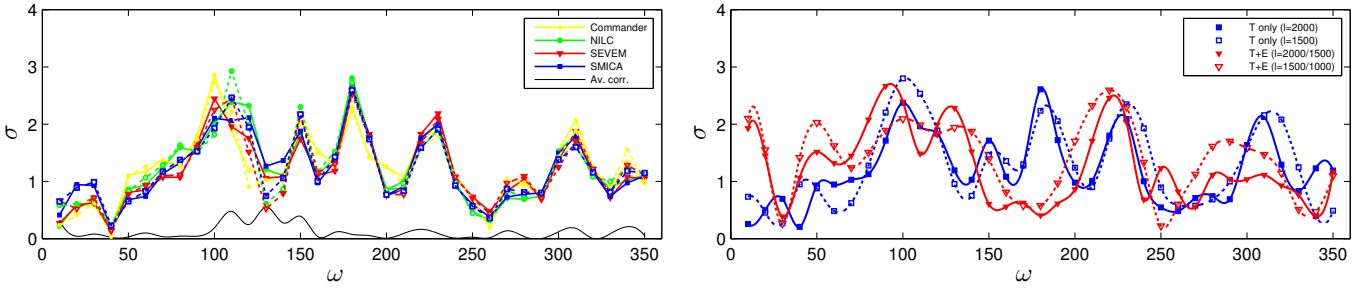 4
3
2
1
0
σ
0 50 100 150 200 250 300 350
ω
Commander
NILC
SEVEM
SMICA
Av. corr.
4
3
2
1
0
σ
0 50 100 150 200 250 300 350
ω
T only (l=2000)
T only (l=1500)
T+E (l=2000/1500)
T+E (l=1500/1000)